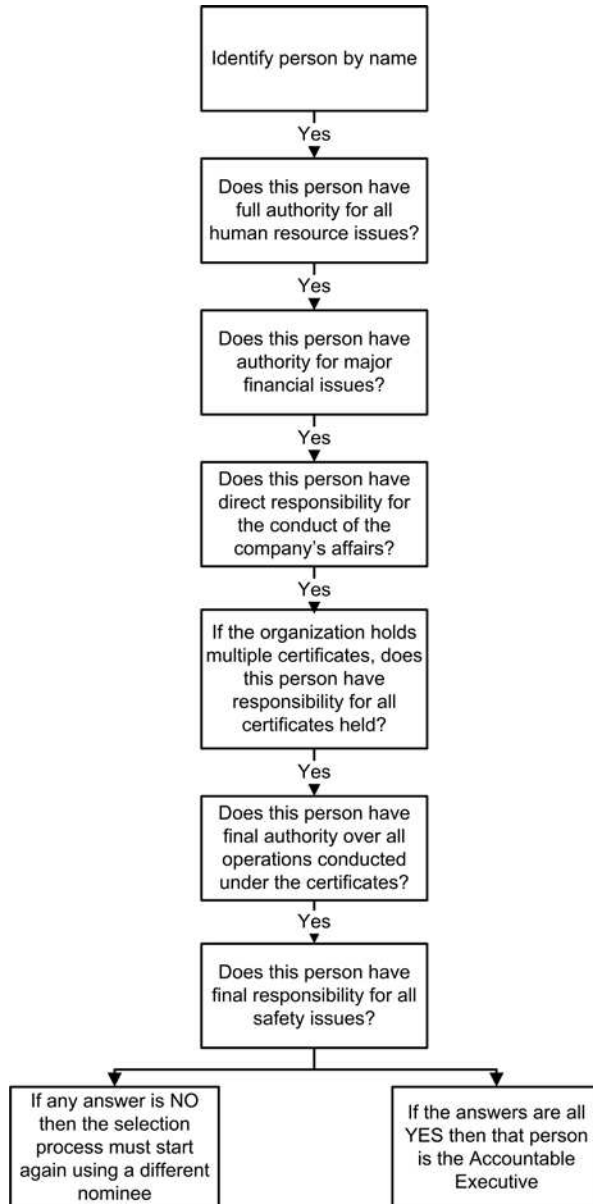 Identify person by name
Yes
Does this person have
full authority for all
human resource issues?
Yes
Does this person have
authority for major
financial issues?
Yes
Does this person have
direct responsibility for
the conduct of the
company's affairs?
Yes
If the organization holds
multiple certificates, does
this person have
responsibility for all
certificates held?
Yes
Does this person have
final authority over all
operations conducted
under the certificates?
Yes
Does this person have
final responsibility for all
safety issues?
If any answer is NO
then the selection
process must start
again using a different
nominee
If the answers are all
YES then that person
is the Accountable
Executive